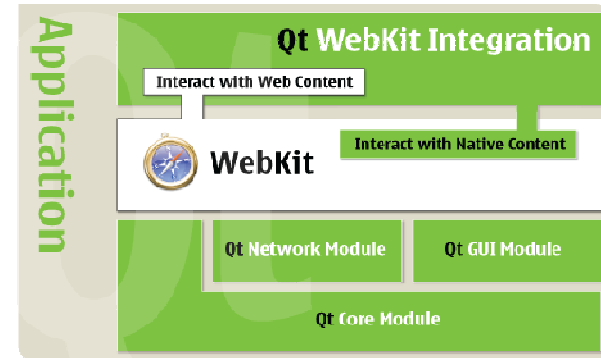 Application
Qt WebKit Integration
Interact with Web Content
Interact with Native Content
WebKit
Qt Network Module
Qt GUI Module
Qt Core Module